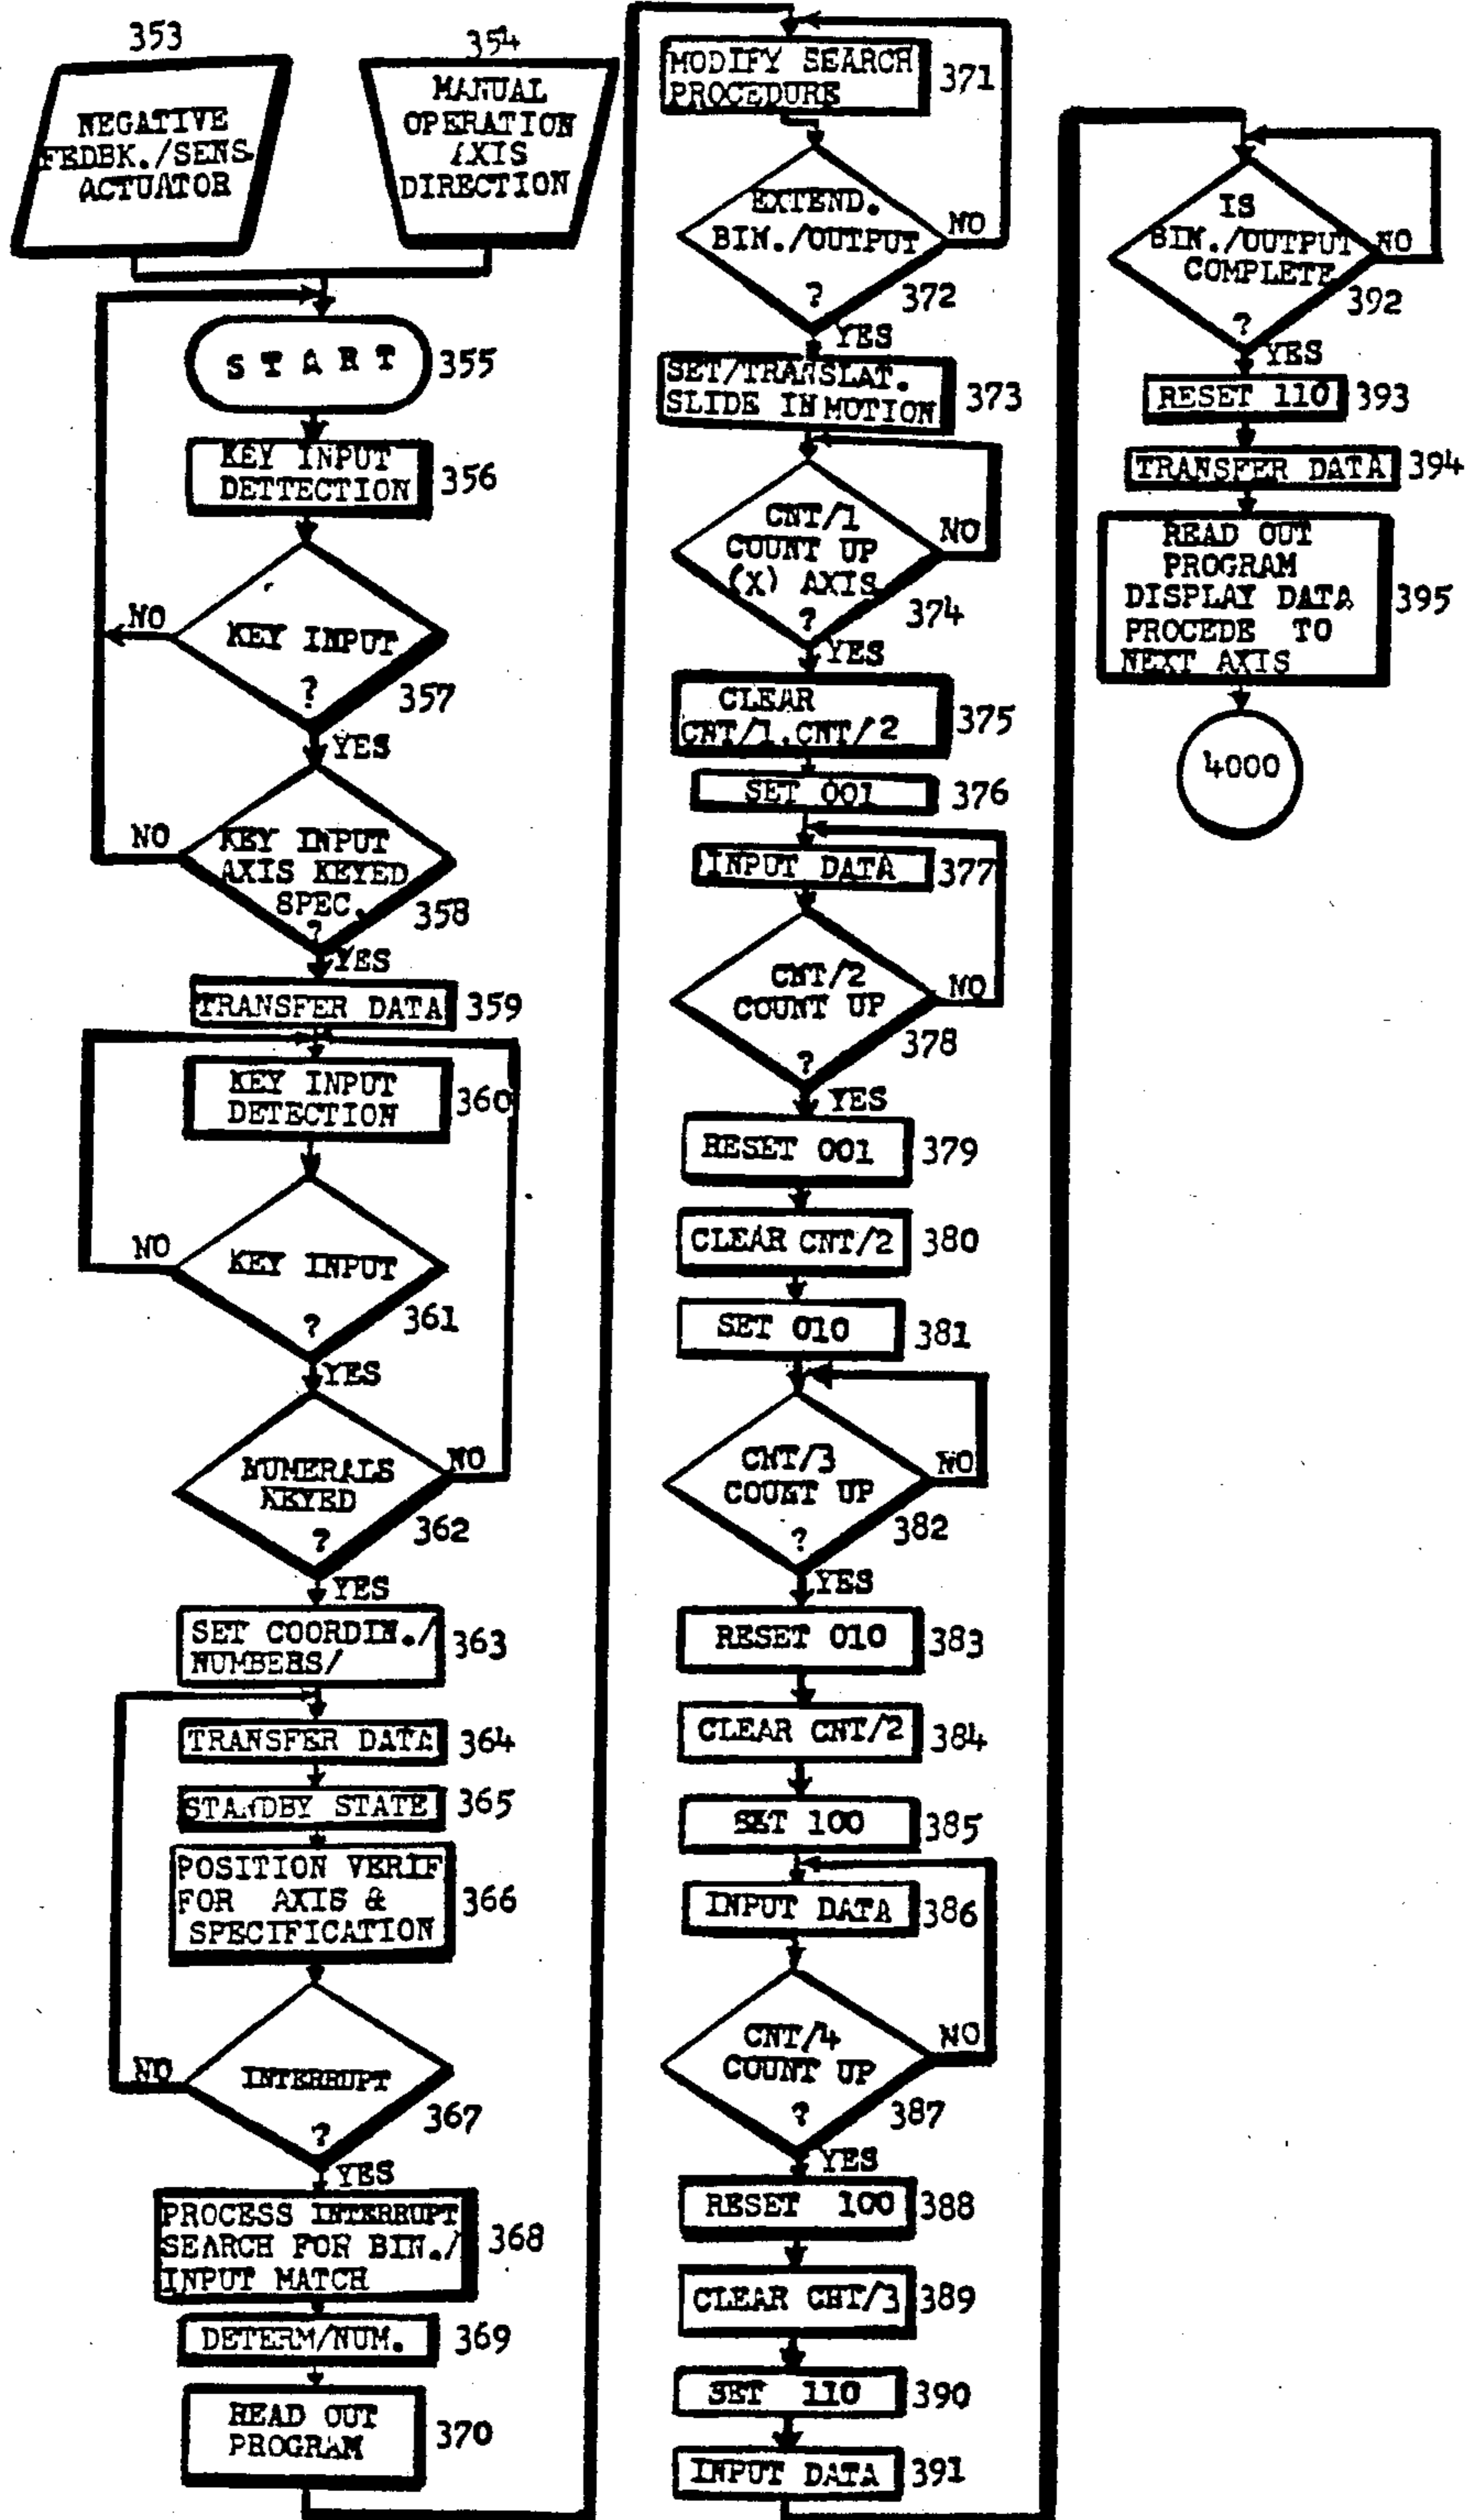 353
NEGATIVE
FEDBK./SENS.
ACTUATOR
354
MANUAL
OPERATION
AXIS
DIRECTION
START
355
KEY INPUT
DETTECTION
356
NO
KEY INPUT
?
357
YES
NO
KEY INPUT
AXIS KEYED
SPEC.
?
358
YES
TRANSFER DATA
359
KEY INPUT
DETECTION
360
NO
KEY INPUT
?
361
YES
NUMERALS
KEYED
?
NO
362
YES
SET COORDIN./
NUMBERS/
363
TRANSFER DATA
364
STANDBY STATE
365
POSITION VERIF
FOR AXIS &
SPECIFICATION
366
NO
INTERRUPT
?
367
YES
PROCESS INTERRUPT
SEARCH FOR BIN./
INPUT MATCH
368
DETERM/NUM.
369
READ OUT
PROGRAM
370
MODIFY SEARCH
PROCEDURE
371
EXTEND.
BIN./OUTPUT
?
NO
372
YES
SET/TRANSLAT.
SLIDE IN MOTION
373
CNT/1
COUNT UP
(X) AXIS
?
NO
374
YES
CLEAR
CNT/1.CNT/2
375
SET 001
376
INPUT DATA
377
CNT/2
COUNT UP
?
NO
378
YES
RESET 001
379
CLEAR CNT/2
380
SET 010
381
CNT/3
COUNT UP
?
NO
382
YES
RESET 010
383
CLEAR CNT/2
384
SET 100
385
INPUT DATA
386
CNT/4
COUNT UP
?
NO
387
YES
RESET 100
388
CLEAR CNT/3
389
SET 110
390
INPUT DATA
391
IS
BIN./OUTPUT
COMPLETE
?
NO
392
YES
RESET 110
393
TRANSFER DATA
394
READ OUT
PROGRAM
DISPLAY DATA
PROCEDE TO
NEXT AXIS
395
4000